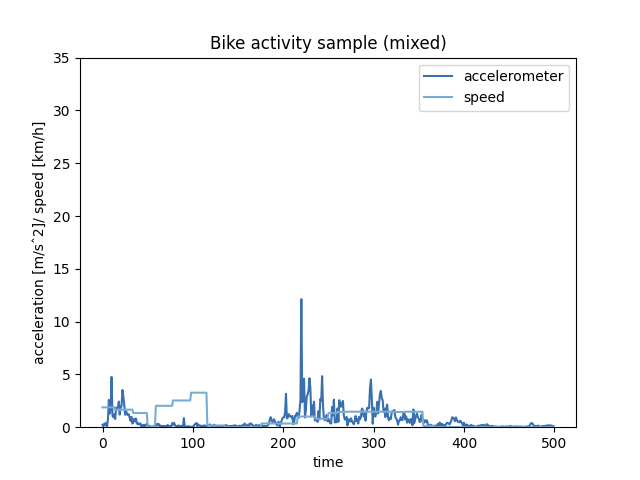 Bike activity sample (mixed)
accelerometer
speed
acceleration [m/sˆ2]/ speed [km/h]
35
30
25
20
15
10
5
0
0 100 200 300 400 500
time